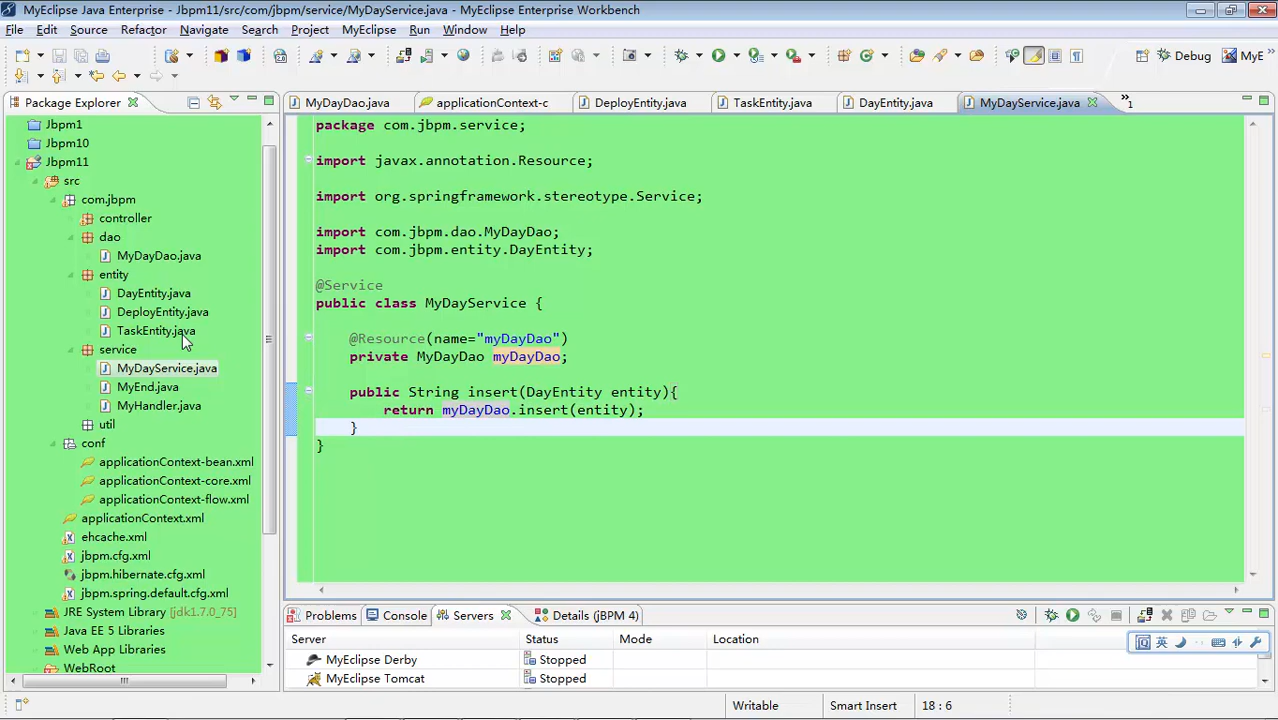 MyEclipse Java Enterprise - Jbpm11/src/com/jbpm/service/MyDayService.java - MyEclipse Enterprise Workbench
File Edit Source Refactor Navigate Search Project MyEclipse Run Window Help
Debug MyE
Package Explorer
MyDayDao.java applicationContext-c DeployEntity.java TaskEntity.java DayEntity.java MyDayService.java »1
Jbpm1
Jbpm10
Jbpm11
src
com.jbpm
controller
dao
MyDayDao.java
entity
DayEntity.java
DeployEntity.java
TaskEntity.java
service
MyDayService.java
MyEnd.java
MyHandler.java
util
conf
applicationContext-bean.xml
applicationContext-core.xml
applicationContext-flow.xml
applicationContext.xml
ehcache.xml
jbpm.cfg.xml
jbpm.hibernate.cfg.xml
jbpm.spring.default.cfg.xml
JRE System Library [jdk1.7.0_75]
Java EE 5 Libraries
Web App Libraries
WebRoot
package com.jbpm.service;
import javax.annotation.Resource;
import org.springframework.stereotype.Service;
import com.jbpm.dao.MyDayDao;
import com.jbpm.entity.DayEntity;
@Service
public class MyDayService {
@Resource(name="myDayDao")
private MyDayDao myDayDao;
public String insert(DayEntity entity){
return myDayDao.insert(entity);
}
}
Problems Console Servers Details (jBPM 4)
Server Status Mode Location
MyEclipse Derby Stopped
MyEclipse Tomcat Stopped
英
Writable Smart Insert 18 : 6